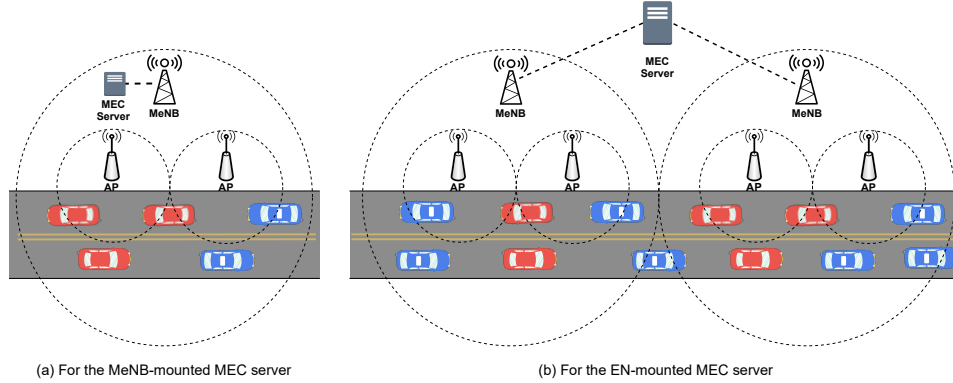 MEC
Server
MeNB
AP
AP
(a) For the MeNB-mounted MEC server
MEC
Server
MeNB
MeNB
AP
AP
AP
AP
(b) For the EN-mounted MEC server